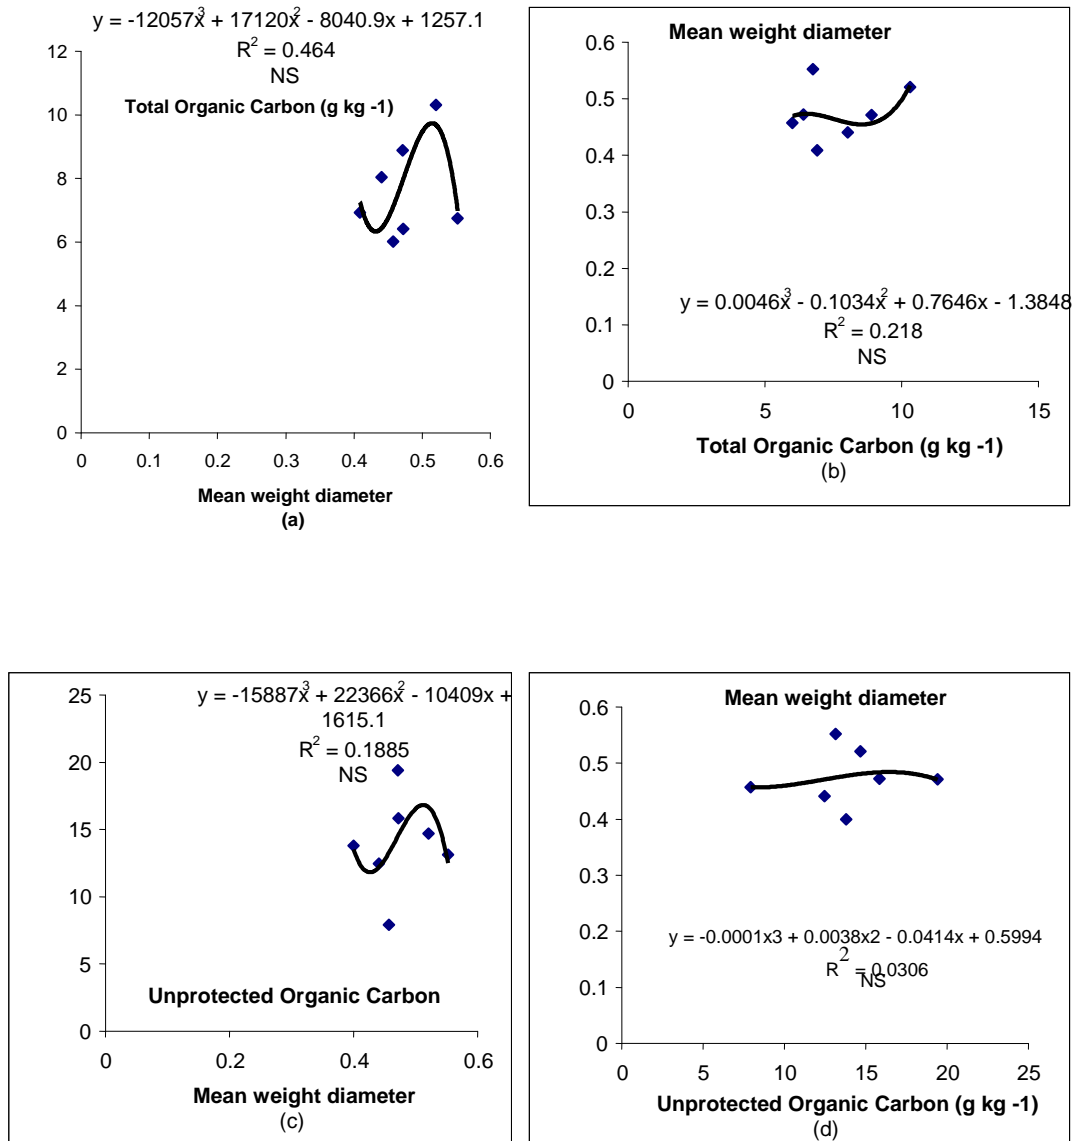 y = -12057x³ + 17120x² - 8040.9x + 1257.1
R² = 0.464
NS
Total Organic Carbon (g kg -1)
12
10
8
6
4
2
0
0 0.1 0.2 0.3 0.4 0.5 0.6
Mean weight diameter
(a)
Mean weight diameter
0.6
0.5
0.4
0.3
0.2
0.1
0
y = 0.0046x³ - 0.1034x² + 0.7646x - 1.3848
R² = 0.218
NS
0 5 10 15
Total Organic Carbon (g kg -1)
(b)
y = -15887x³ + 22366x² - 10409x +
1615.1
R² = 0.1885
NS
25
20
15
10
5
0
Unprotected Organic Carbon
0 0.2 0.4 0.6
Mean weight diameter
(c)
Mean weight diameter
0.6
0.5
0.4
0.3
0.2
0.1
0
y = -0.0001x3 + 0.0038x2 - 0.0414x + 0.5994
R² = 0.0306
NS
0 5 10 15 20 25
Unprotected Organic Carbon (g kg -1)
(d)